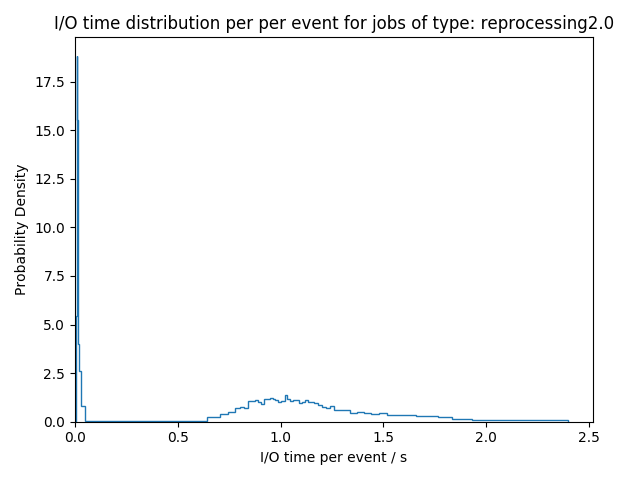 I/O time distribution per per event for jobs of type: reprocessing2.0
17.5
15.0
12.5
10.0
7.5
5.0
2.5
0.0
Probability Density
0.0 0.5 1.0 1.5 2.0 2.5
I/O time per event / s